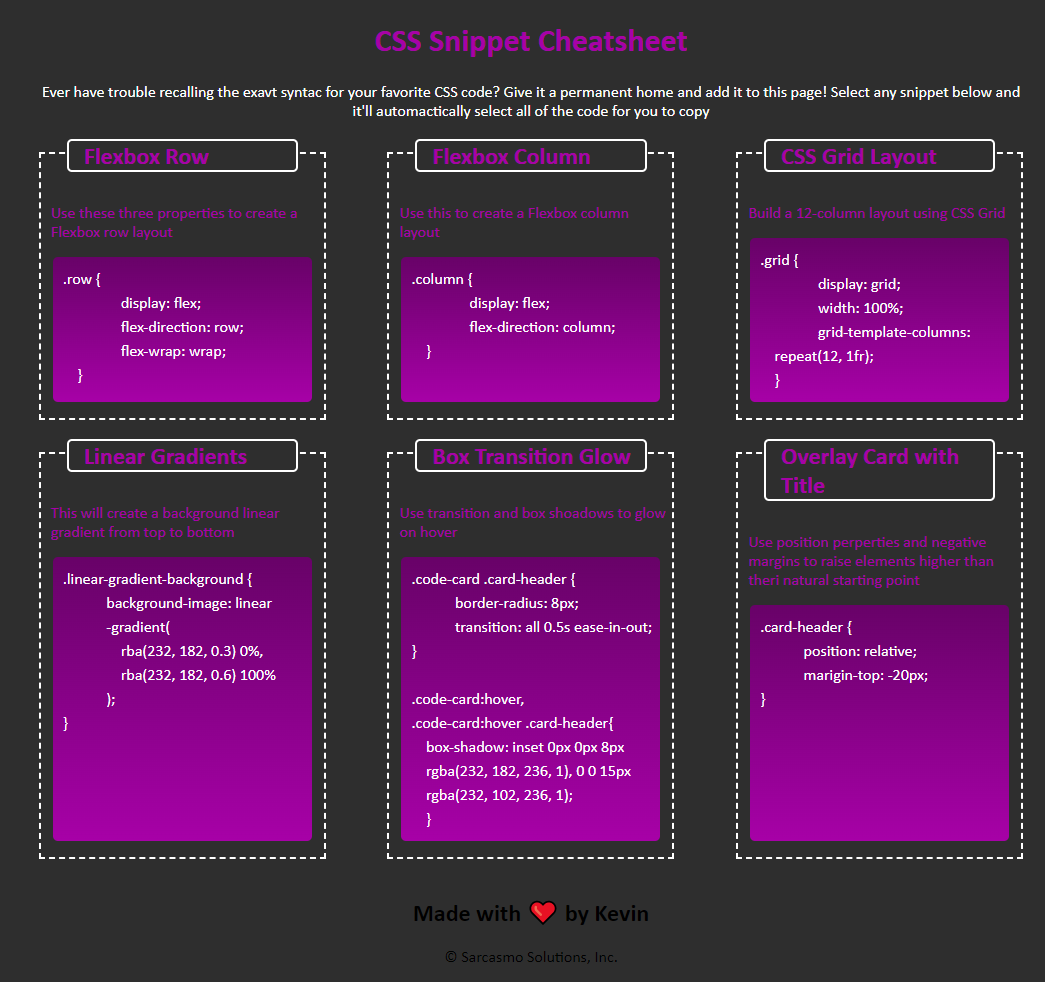 CSS Snippet Cheatsheet
Ever have trouble recalling the exavt syntac for your favorite CSS code? Give it a permanent home and add it to this page! Select any snippet below and
it'll automactically select all of the code for you to copy
Flexbox Row
Use these three properties to create a
Flexbox row layout
.row {
display: flex;
flex-direction: row;
flex-wrap: wrap;
}
Flexbox Column
Use this to create a Flexbox column
layout
.column {
display: flex;
flex-direction: column;
}
CSS Grid Layout
Build a 12-column layout using CSS Grid
.grid {
display: grid;
width: 100%;
grid-template-columns:
repeat(12, 1fr);
}
Linear Gradients
This will create a background linear
gradient from top to bottom
.linear-gradient-background {
background-image: linear
-gradient(
rba(232, 182, 0.3) 0%,
rba(232, 182, 0.6) 100%
);
}
Box Transition Glow
Use transition and box shoadows to glow
on hover
.code-card .card-header {
border-radius: 8px;
transition: all 0.5s ease-in-out;
}
.code-card:hover,
.code-card:hover .card-header{
box-shadow: inset 0px 0px 8px
rgba(232, 182, 236, 1), 0 0 15px
rgba(232, 102, 236, 1);
}
Overlay Card with
Title
Use position perperties and negative
margins to raise elements higher than
theri natural starting point
.card-header {
position: relative;
marigin-top: -20px;
}
Made with ❤️ by Kevin
© Sarcasmo Solutions, Inc.